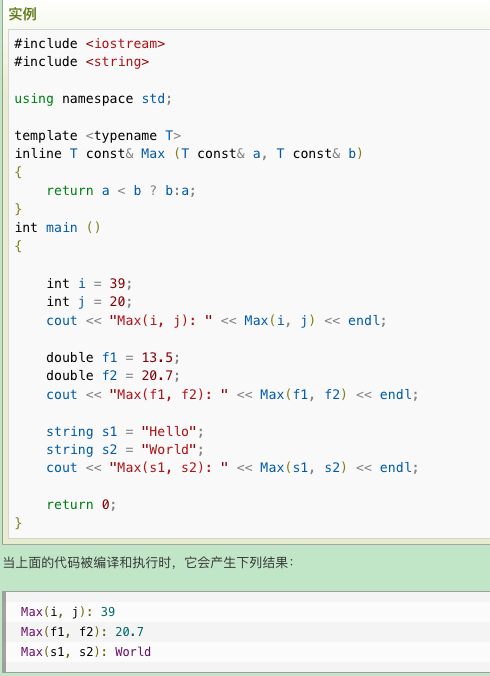 实例
#include <iostream>
#include <string>
using namespace std;
template <typename T>
inline T const& Max (T const& a, T const& b)
{
    return a < b ? b:a;
}
int main ()
{
    int i = 39;
    int j = 20;
    cout << "Max(i, j): " << Max(i, j) << endl;
    double f1 = 13.5;
    double f2 = 20.7;
    cout << "Max(f1, f2): " << Max(f1, f2) << endl;
    string s1 = "Hello";
    string s2 = "World";
    cout << "Max(s1, s2): " << Max(s1, s2) << endl;
    return 0;
}
当上面的代码被编译和执行时，它会产生下列结果：
Max(i, j): 39
Max(f1, f2): 20.7
Max(s1, s2): World